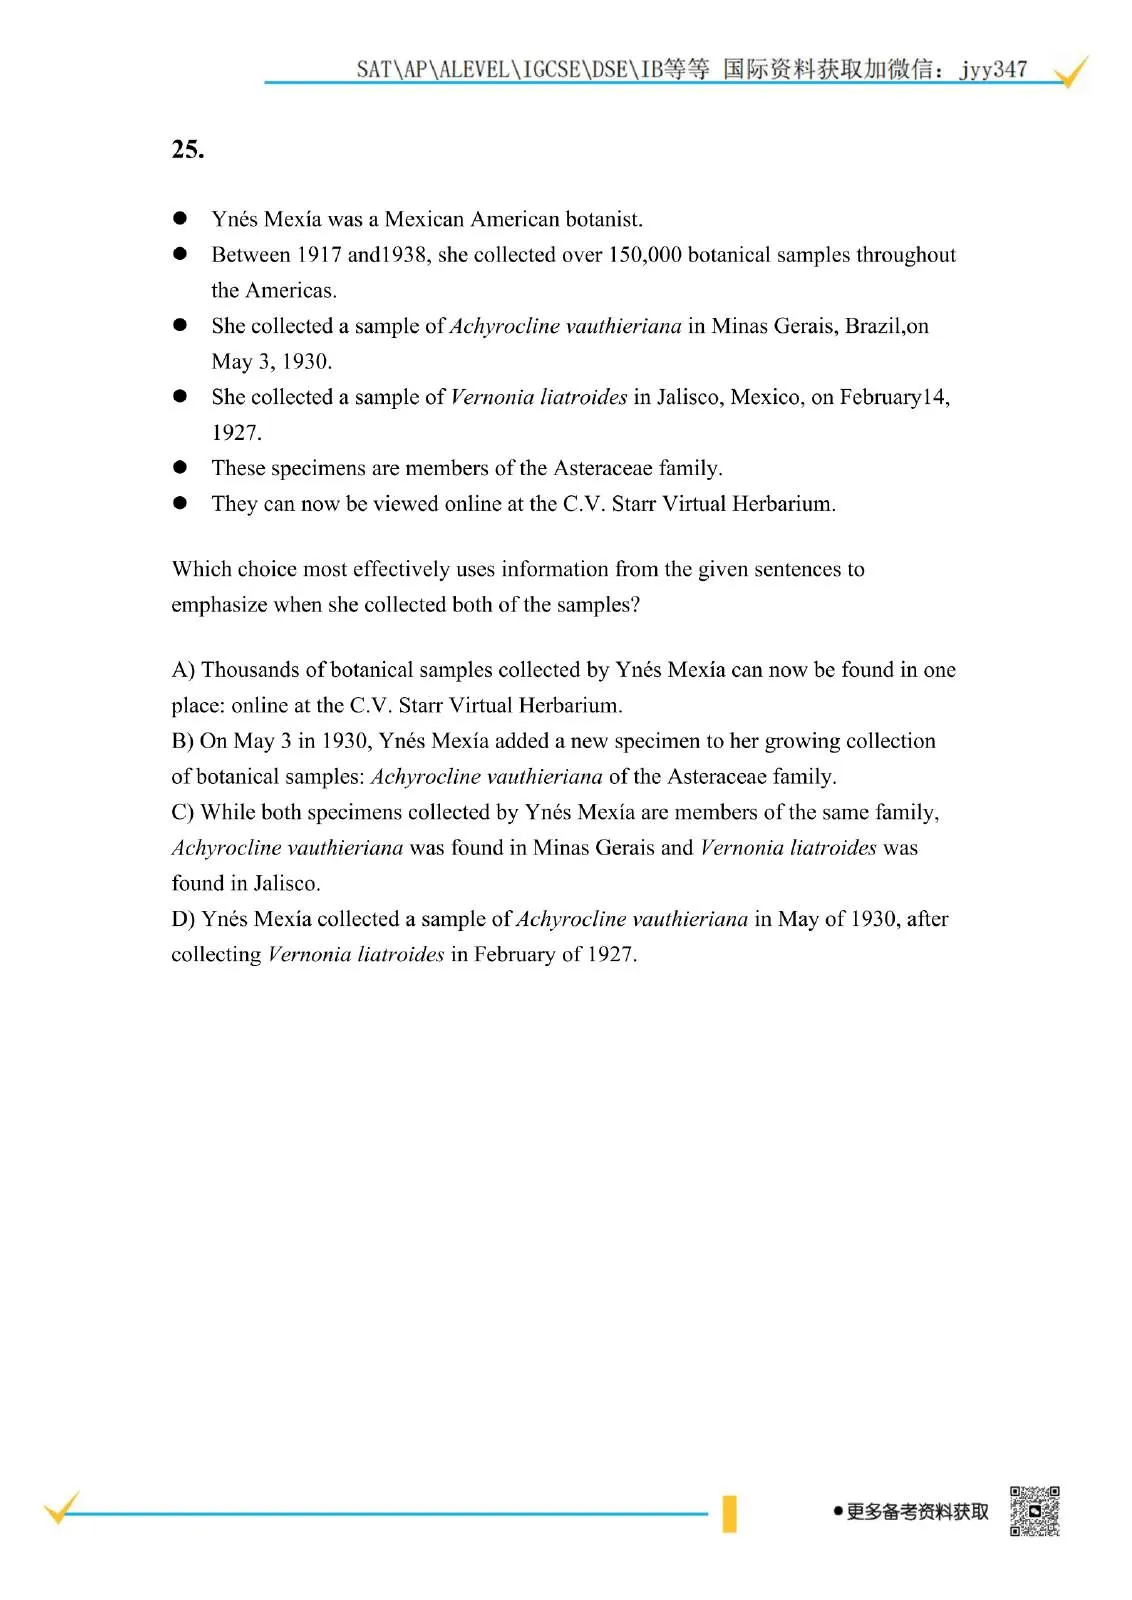 SAT\AP\ALEVEL\IGCSE\DSE\IB等等 国际资料获取加微信：jyy347
25.
● Ynés Mexía was a Mexican American botanist.
● Between 1917 and1938, she collected over 150,000 botanical samples throughout
the Americas.
● She collected a sample of Achyrocline vauthieriana in Minas Gerais, Brazil,on
May 3, 1930.
● She collected a sample of Vernonia liatroides in Jalisco, Mexico, on February14,
1927.
● These specimens are members of the Asteraceae family.
● They can now be viewed online at the C.V. Starr Virtual Herbarium.
Which choice most effectively uses information from the given sentences to
emphasize when she collected both of the samples?
A) Thousands of botanical samples collected by Ynés Mexía can now be found in one
place: online at the C.V. Starr Virtual Herbarium.
B) On May 3 in 1930, Ynés Mexía added a new specimen to her growing collection
of botanical samples: Achyrocline vauthieriana of the Asteraceae family.
C) While both specimens collected by Ynés Mexía are members of the same family,
Achyrocline vauthieriana was found in Minas Gerais and Vernonia liatroides was
found in Jalisco.
D) Ynés Mexía collected a sample of Achyrocline vauthieriana in May of 1930, after
collecting Vernonia liatroides in February of 1927.
●更多备考资料获取